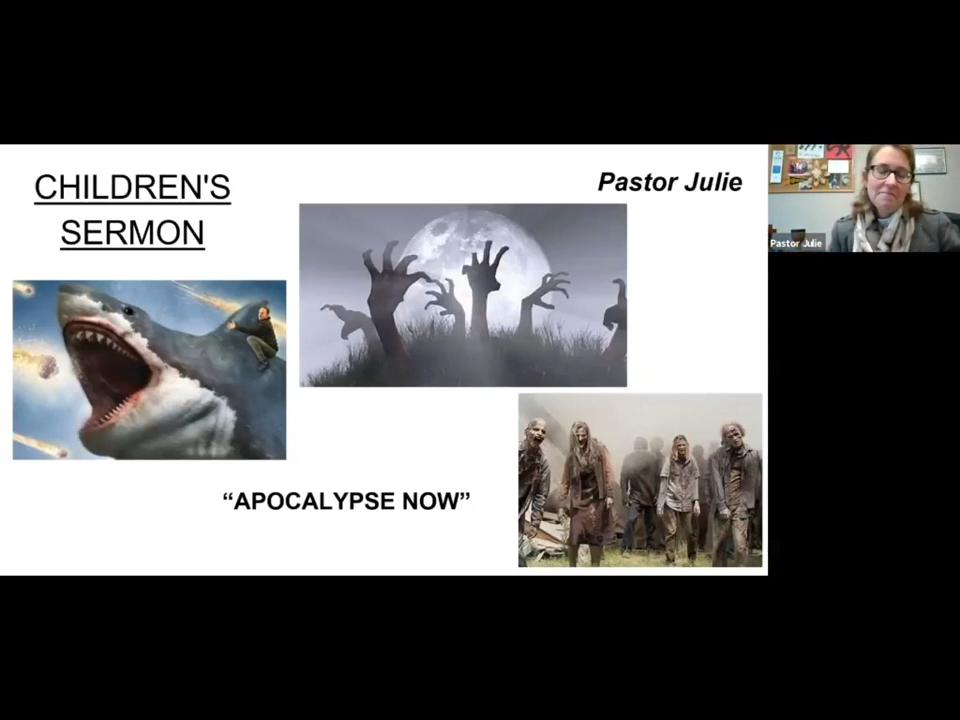 CHILDREN'S
SERMON
Pastor Julie
Pastor Julie
“APOCALYPSE NOW”